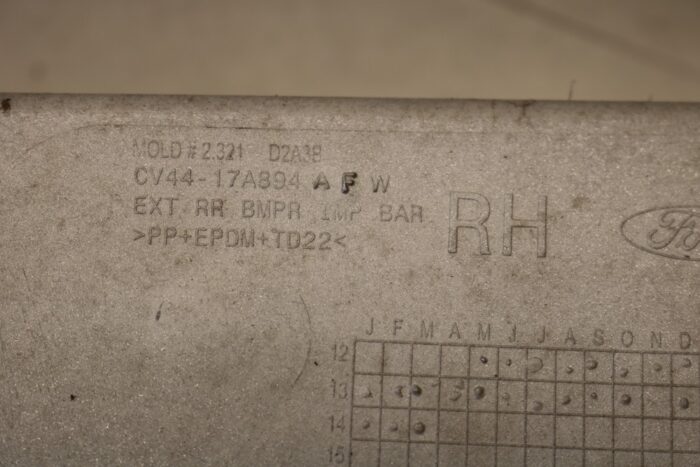 MOLD # 2.321 D2A38
CV44-17A894 A F W
EXT RR BMPR IMP BAR
>PP+EPDM+TD22<
RH
J F M A M J J A S O N D
12
13
14
15